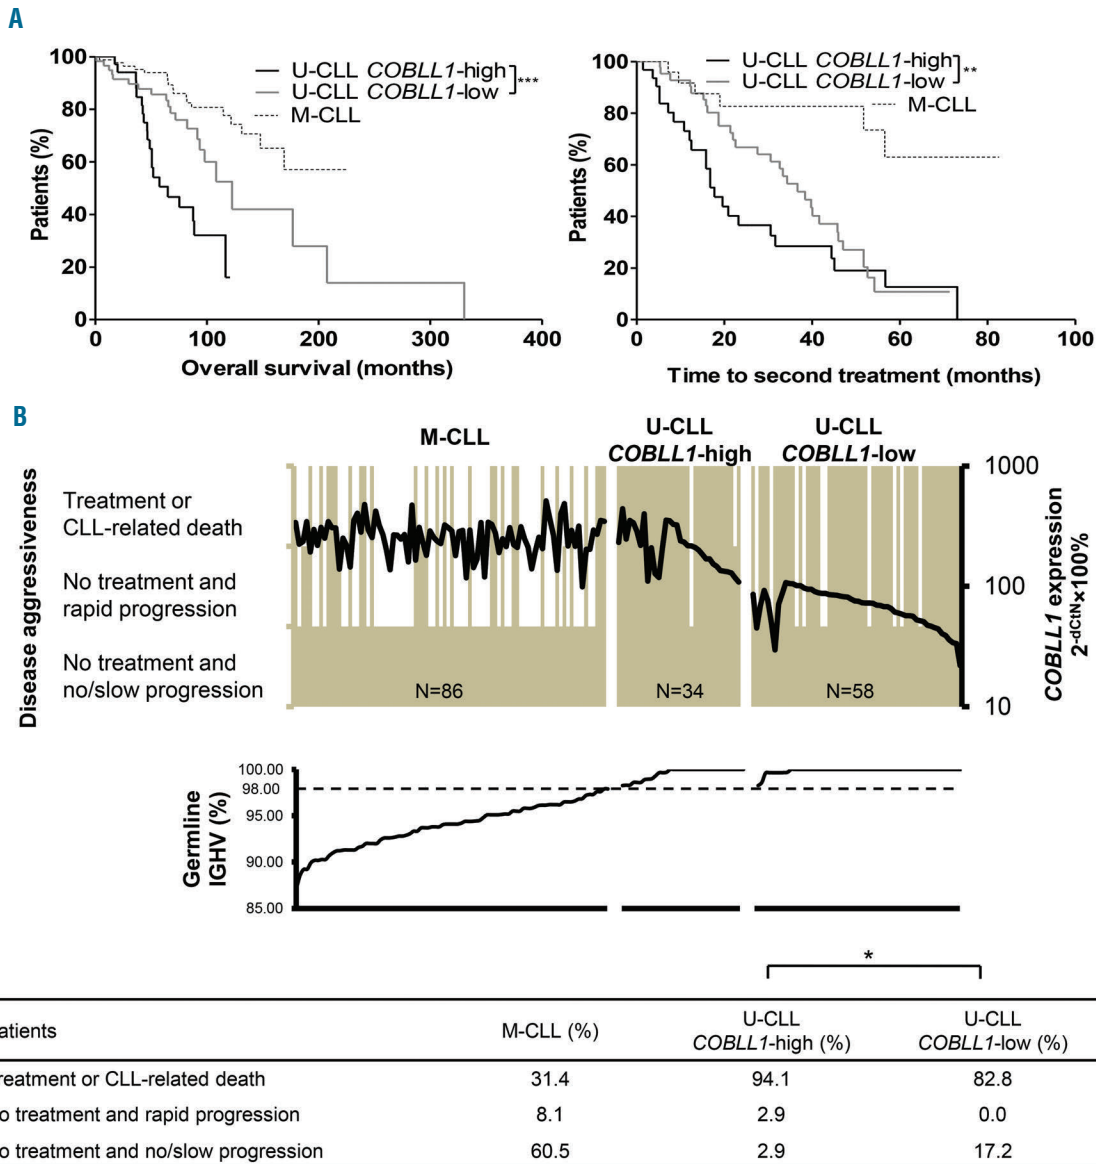 A
100
80
60
40
20
0
Patients (%)
U-CLL COBLL1-high
U-CLL COBLL1-low
***
M-CLL
0 100 200 300 400
Overall survival (months)
100
80
60
40
20
0
Patients (%)
U-CLL COBLL1-high
U-CLL COBLL1-low
**
M-CLL
0 20 40 60 80 100
Time to second treatment (months)
B
M-CLL
U-CLL
COBLL1-high
U-CLL
COBLL1-low
Disease aggressiveness
Treatment or
CLL-related death
No treatment and
rapid progression
No treatment and
no/slow progression
N=86
N=34
N=58
1000
100
10
COBLL1 expression
2-dCtN×100%
Germline
IGHV (%)
100.00
98.00
95.00
90.00
85.00
*
atients M-CLL (%) U-CLL COBLL1-high (%) U-CLL COBLL1-low (%)
reatment or CLL-related death 31.4 94.1 82.8
o treatment and rapid progression 8.1 2.9 0.0
o treatment and no/slow progression 60.5 2.9 17.2